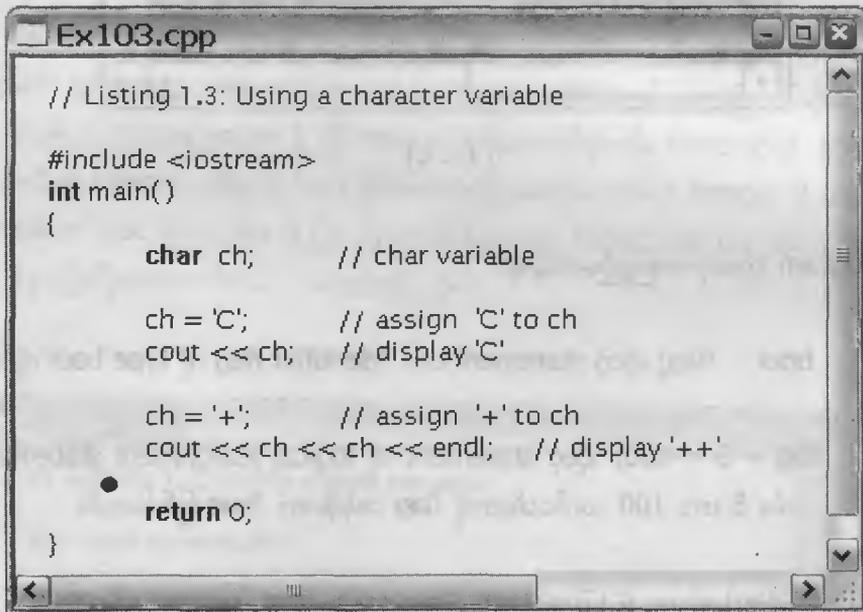 Ex103.cpp
// Listing 1.3: Using a character variable
#include <iostream>
int main()
{
char ch; // char variable
ch = 'C'; // assign 'C' to ch
cout << ch; // display 'C'
ch = '+'; // assign '+' to ch
cout << ch << ch << endl; // display '++'
return 0;
}